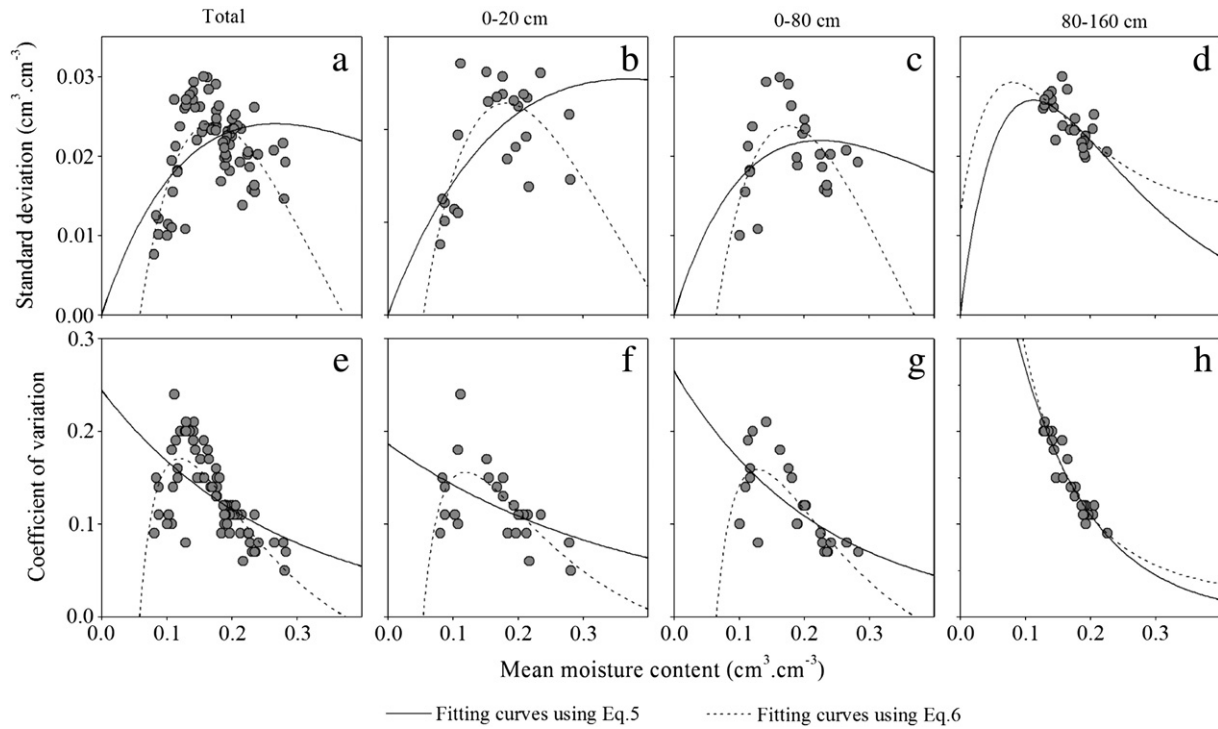 Total 0-20 cm 0-80 cm 80-160 cm
Standard deviation (cm³.cm⁻³)
0.03
0.02
0.01
0.00
a b c d
Coefficient of variation
0.3
0.2
0.1
0.0
e f g h
0.0 0.1 0.2 0.3 0.0 0.1 0.2 0.3 0.0 0.1 0.2 0.3 0.0 0.1 0.2 0.3
Mean moisture content (cm³.cm⁻³)
Fitting curves using Eq.5 Fitting curves using Eq.6